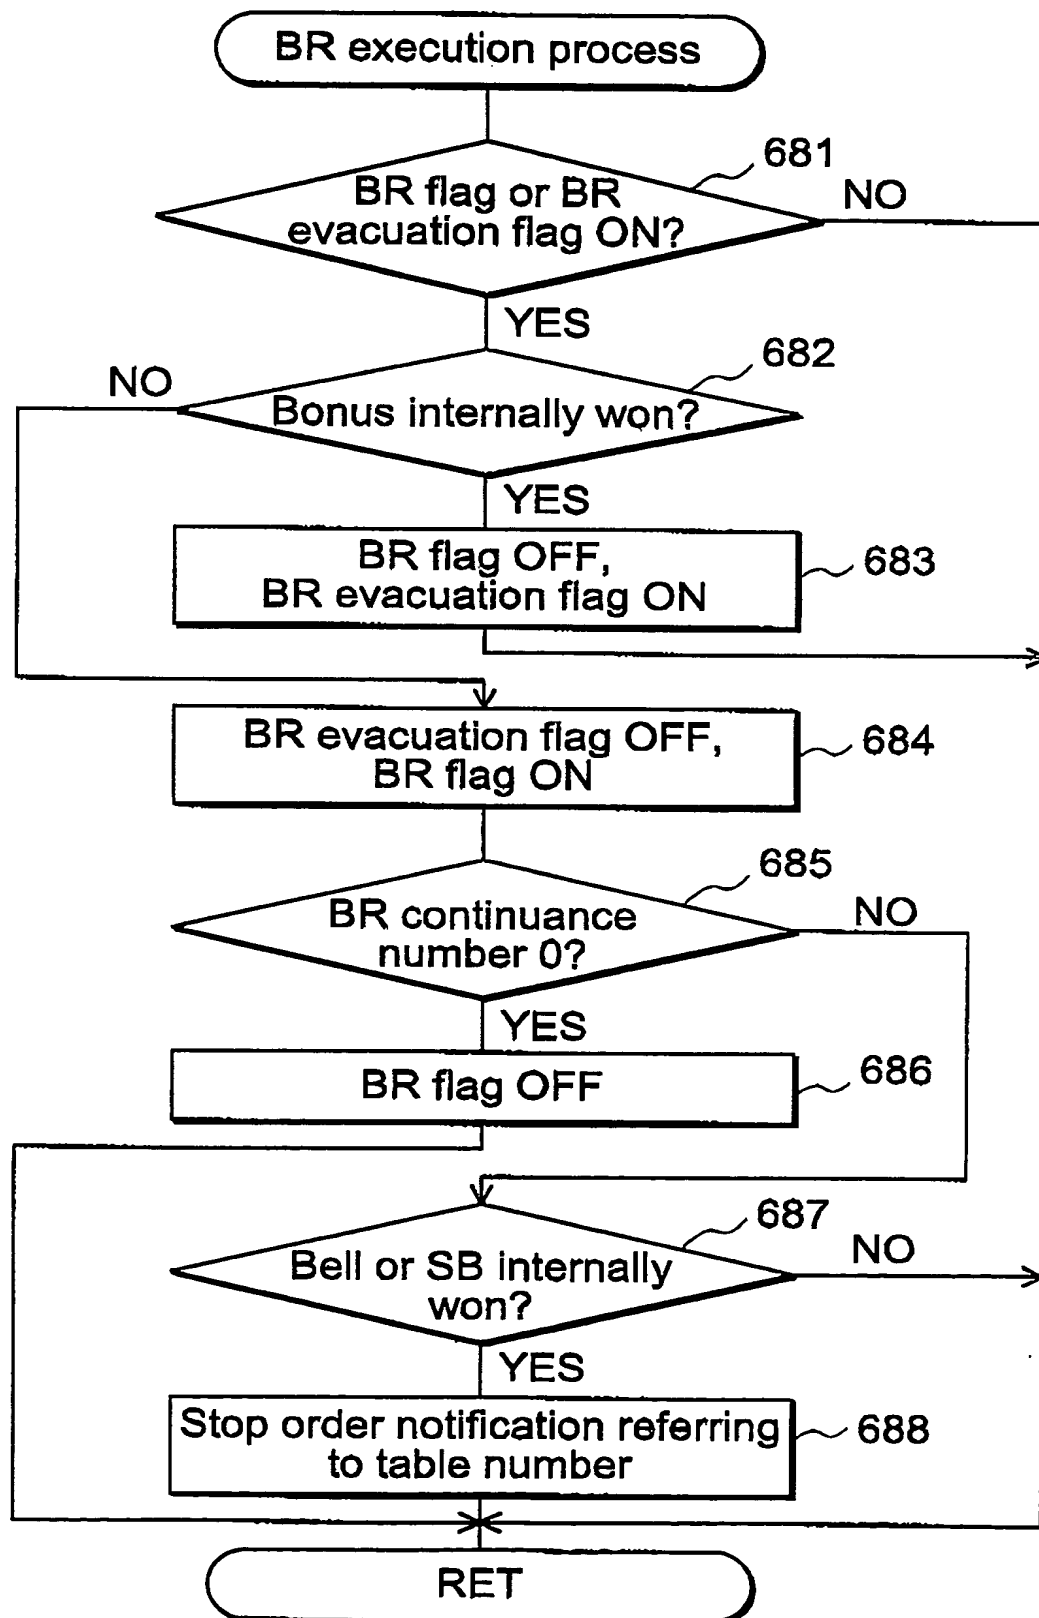 BR execution process
681
BR flag or BR
evacuation flag ON?
NO
YES
682
NO
Bonus internally won?
YES
BR flag OFF,
BR evacuation flag ON
683
BR evacuation flag OFF,
BR flag ON
684
685
BR continuance
number 0?
NO
YES
BR flag OFF
686
687
Bell or SB internally
won?
NO
YES
Stop order notification referring
to table number
688
RET